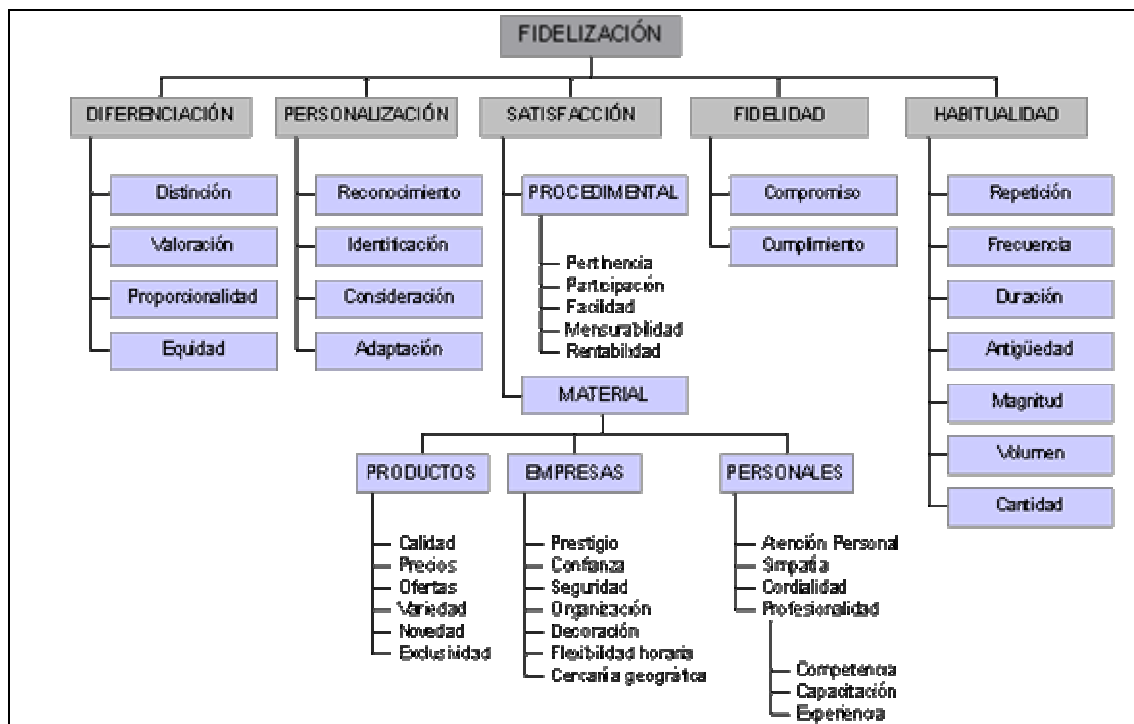 FIDELIZACIÓN
DIFERENCIACIÓN
PERSONALIZACIÓN
SATISFACCIÓN
FIDELIDAD
HABITUALIDAD
Distinción
Valoración
Proporcionalidad
Equidad
Reconocimiento
Identificación
Consideración
Adaptación
PROCEDIMENTAL
Pertinencia
Participación
Facilidad
Mensurabilidad
Rentabilidad
MATERIAL
PRODUCTOS
Calidad
Precios
Ofertas
Variedad
Novedad
Exclusividad
EMPRESAS
Prestigio
Confianza
Seguridad
Organización
Decoración
Flexibilidad horaria
Cercanía geogrática
PERSONALES
Atención Personal
Simpatía
Cordialidad
Profesionalidad
Competencia
Capacitación
Experiencia
Compromiso
Cumplimiento
Repetición
Frecuencia
Duración
Antigüedad
Magnitud
Volumen
Cantidad